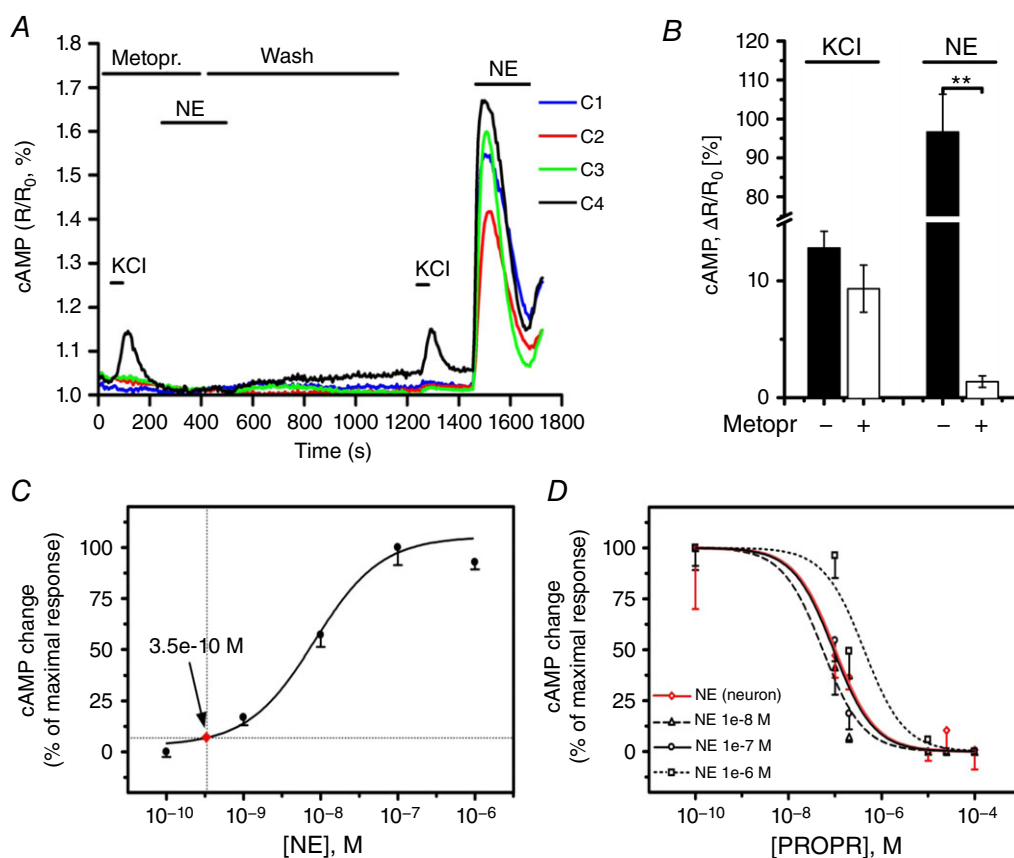 A
1.8
1.7
1.6
1.5
1.4
1.3
1.2
1.1
1.0
cAMP (R/R0, %)
Metopr.
Wash
NE
KCl
KCl
NE
C1
C2
C3
C4
0 200 400 600 800 1000 1200 1400 1600 1800
Time (s)
B
120
110
100
90
80
10
0
cAMP, ΔR/R0 [%]
KCl
NE
**
Metopr − + − +
C
cAMP change
(% of maximal response)
100
75
50
25
0
3.5e-10 M
10−10 10−9 10−8 10−7 10−6
[NE], M
D
cAMP change
(% of maximal response)
100
75
50
25
0
NE (neuron)
NE 1e-8 M
NE 1e-7 M
NE 1e-6 M
10−10 10−8 10−6 10−4
[PROPR], M